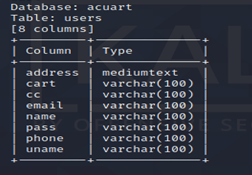 Database: acuart
Table: users
[8 columns]
+---------+--------------+
| Column  | Type         |
+---------+--------------+
| address | mediumtext   |
| cart    | varchar(100) |
| cc      | varchar(100) |
| email   | varchar(100) |
| name    | varchar(100) |
| pass    | varchar(100) |
| phone   | varchar(100) |
| uname   | varchar(100) |
+---------+--------------+